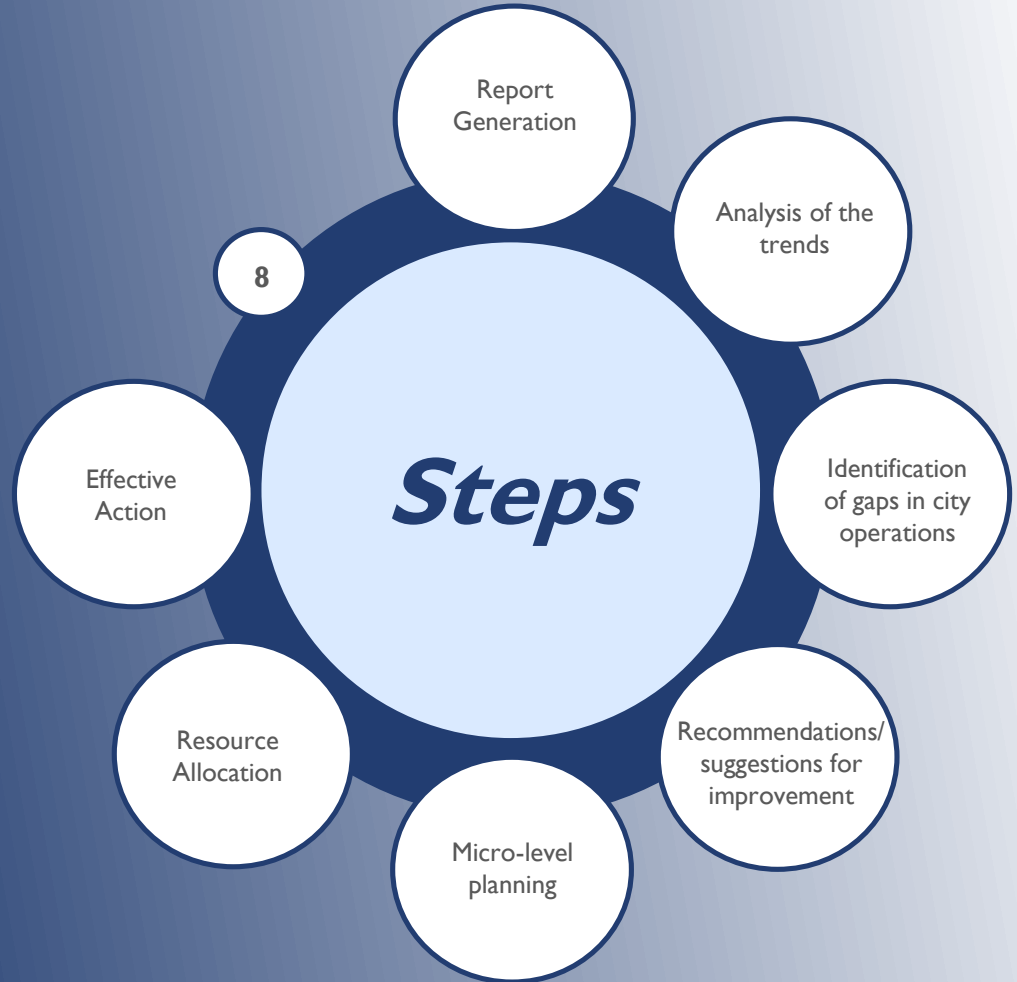 Report
Generation
Analysis of the
trends
Identification
of gaps in city
operations
Recommendations/
suggestions for
improvement
Micro-level
planning
Resource
Allocation
Effective
Action
8
Steps